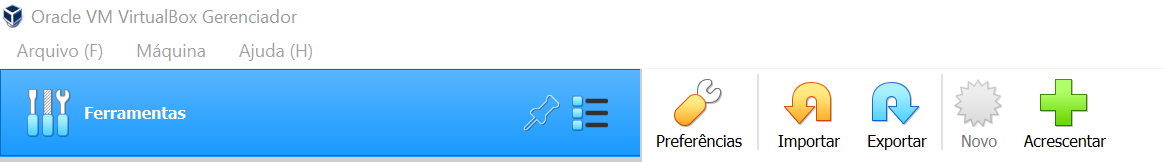 Oracle VM VirtualBox Gerenciador
Arquivo (F) Máquina Ajuda (H)
Ferramentas
Preferências Importar Exportar Novo Acrescentar